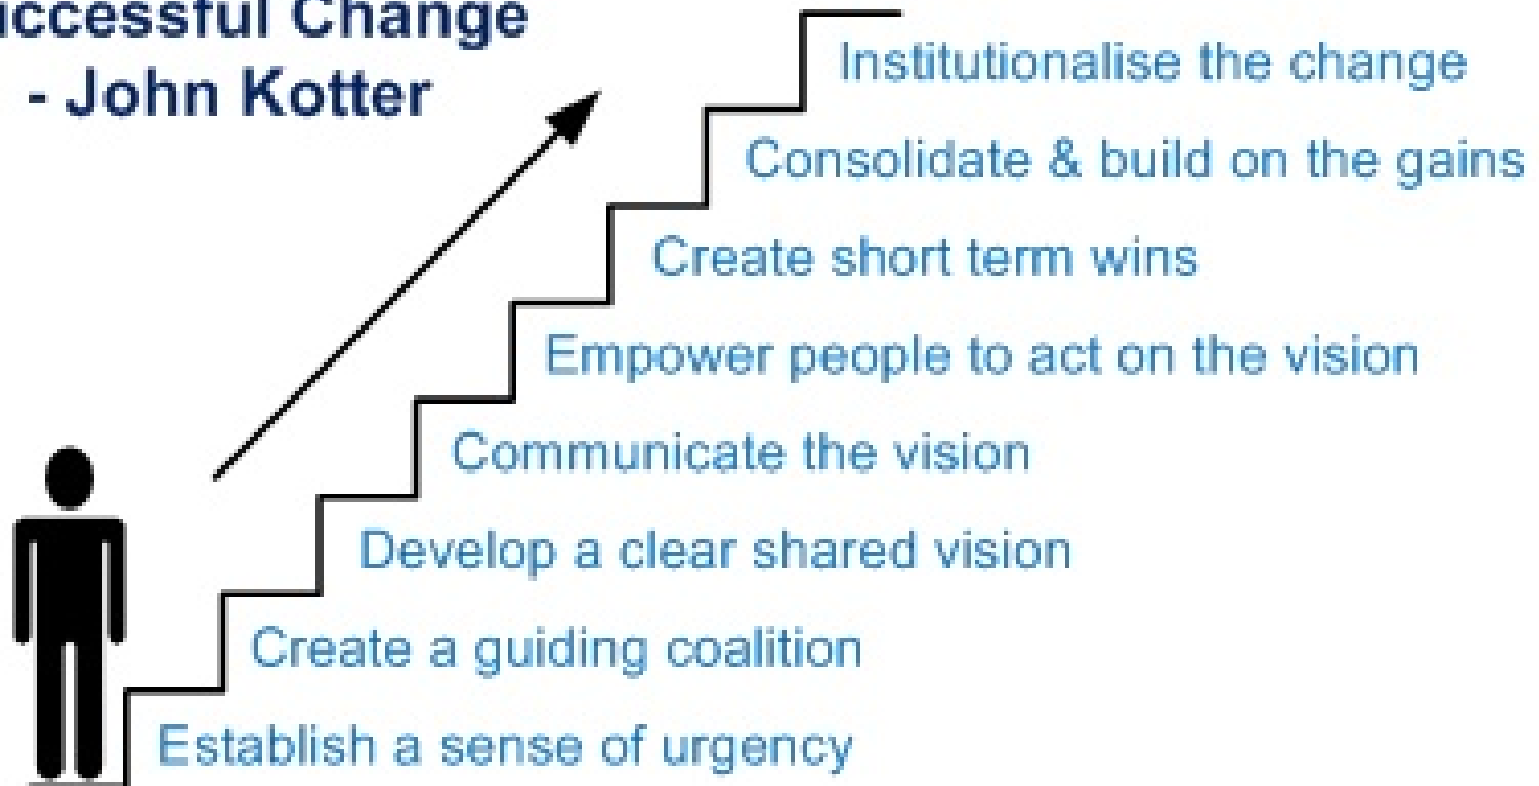 uccessful Change
- John Kotter
Institutionalise the change
Consolidate & build on the gains
Create short term wins
Empower people to act on the vision
Communicate the vision
Develop a clear shared vision
Create a guiding coalition
Establish a sense of urgency